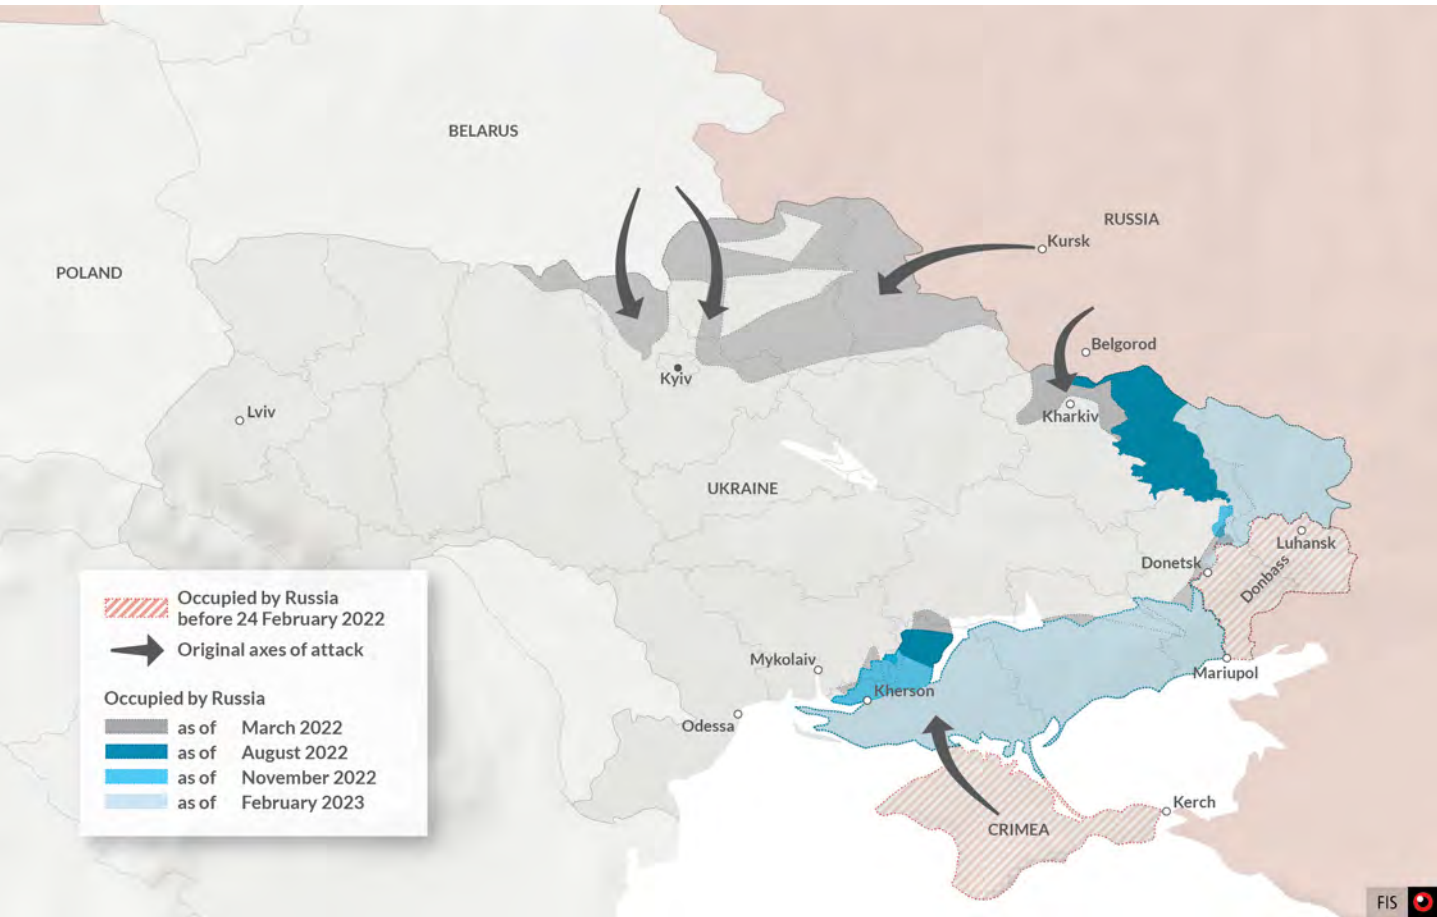 BELARUS
RUSSIA
Kursk
POLAND
Belgorod
Kyiv
Lviv
Kharkiv
UKRAINE
Luhansk
Donetsk
Donbass
Occupied by Russia
before 24 February 2022
Original axes of attack
Occupied by Russia
as of March 2022
as of August 2022
as of November 2022
as of February 2023
Mykolaiv
Mariupol
Kherson
Odessa
Kerch
CRIMEA
FIS